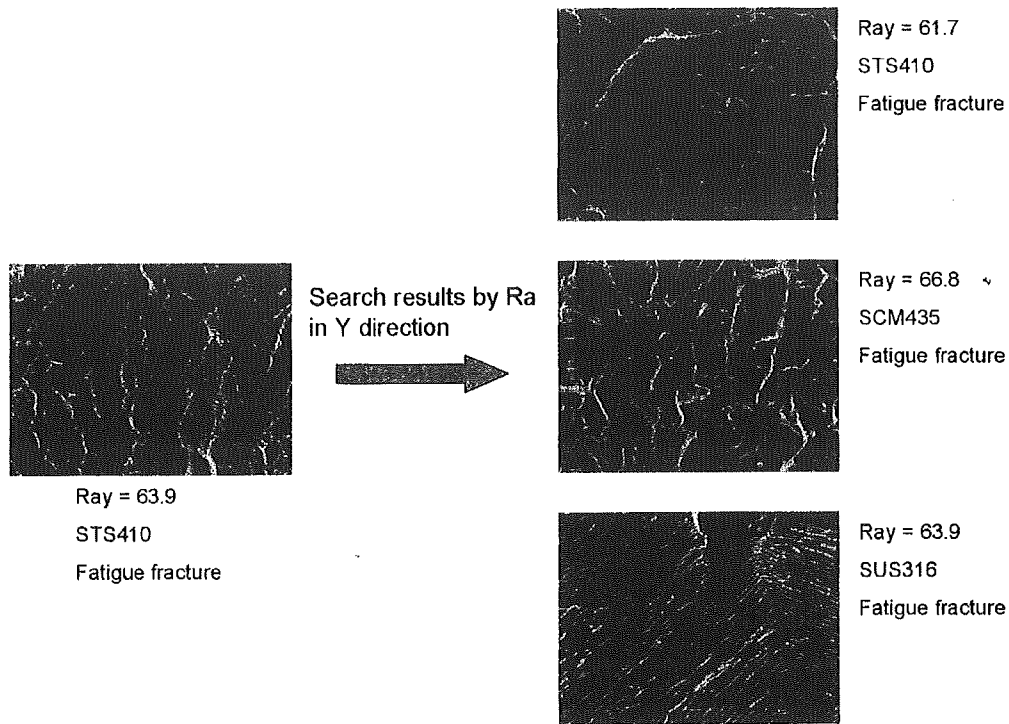 Ray = 61.7
STS410
Fatigue fracture
Search results by Ra
in Y direction
Ray = 63.9
STS410
Fatigue fracture
Ray = 66.8
SCM435
Fatigue fracture
Ray = 63.9
SUS316
Fatigue fracture